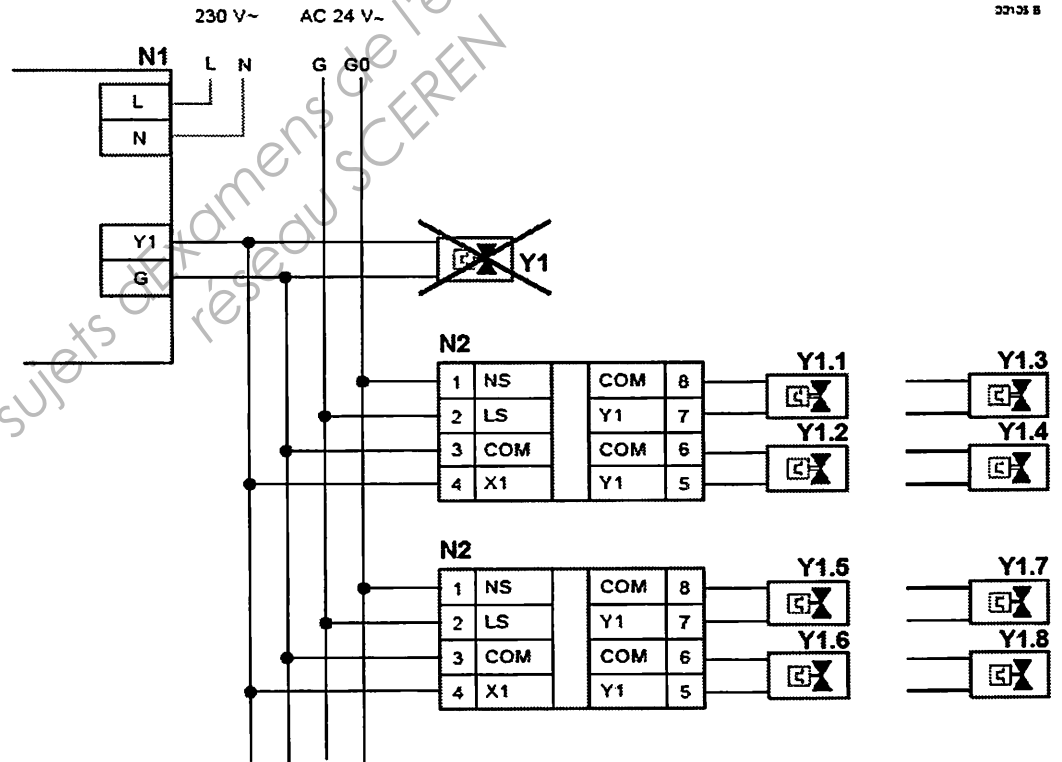 230 V~ AC 24 V~
N1 L N G G0
L
N
Y1
G
Y1
N2
1 NS COM 8
2 LS Y1 7
3 COM COM 6
4 X1 Y1 5
Y1.1 Y1.3
Y1.2 Y1.4
N2
1 NS COM 8
2 LS Y1 7
3 COM COM 6
4 X1 Y1 5
Y1.5 Y1.7
Y1.6 Y1.8
sujets d'Examens de l'e
réseau SCEREN